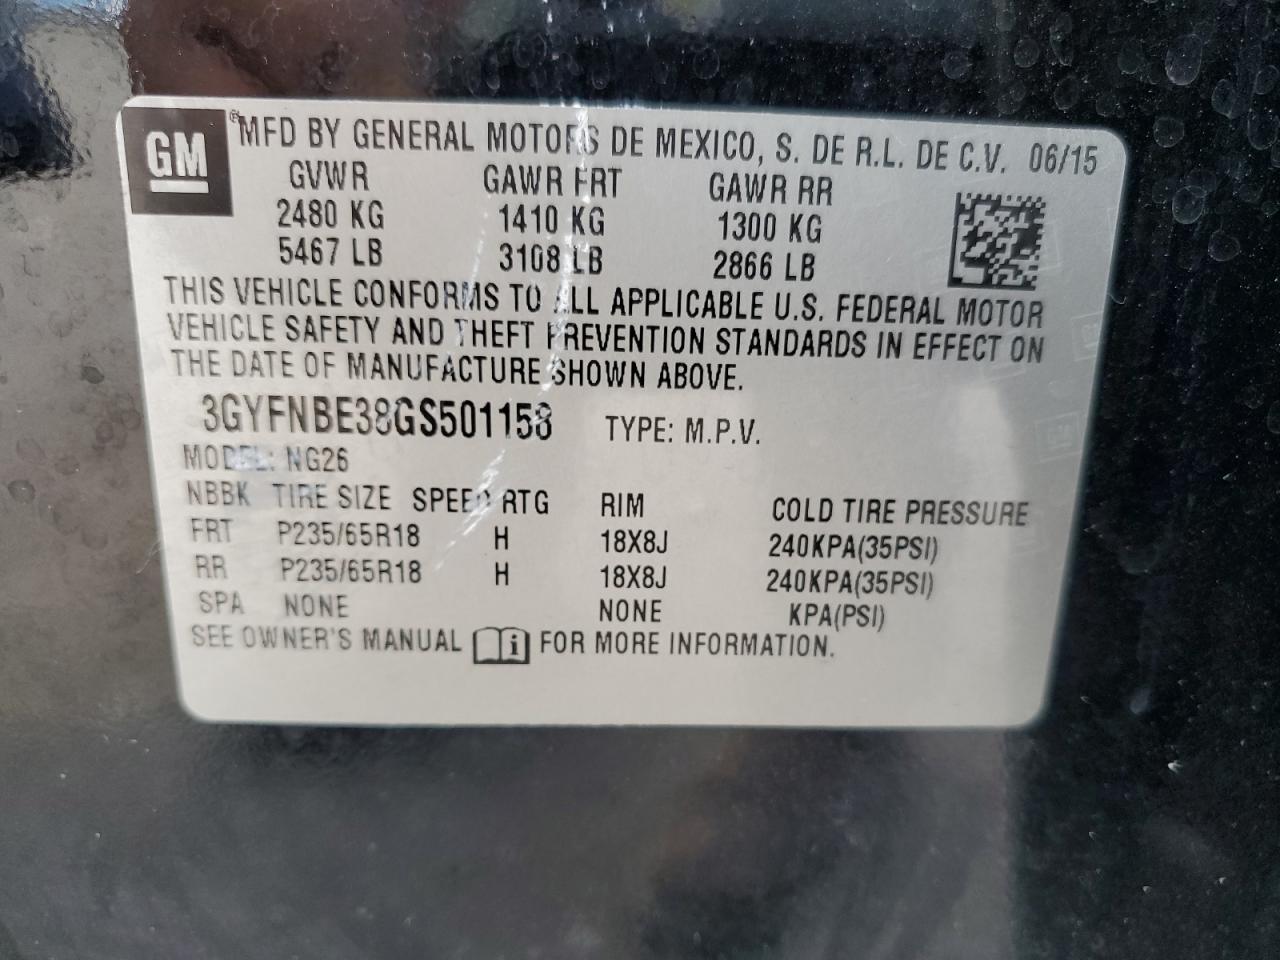 GM ® MFD BY GENERAL MOTORS DE MEXICO, S. DE R.L. DE C.V. 06/15
GVWR GAWR FRT GAWR RR
2480 KG 1410 KG 1300 KG
5467 LB 3108 LB 2866 LB
THIS VEHICLE CONFORMS TO ALL APPLICABLE U.S. FEDERAL MOTOR
VEHICLE SAFETY AND THEFT PREVENTION STANDARDS IN EFFECT ON
THE DATE OF MANUFACTURE SHOWN ABOVE.
3GYFNBE38GS501158 TYPE: M.P.V.
MODEL: NG26
NBBK TIRE SIZE SPEED RTG RIM COLD TIRE PRESSURE
FRT P235/65R18 H 18X8J 240KPA(35PSI)
RR P235/65R18 H 18X8J 240KPA(35PSI)
SPA NONE NONE KPA(PSI)
SEE OWNER'S MANUAL i FOR MORE INFORMATION.